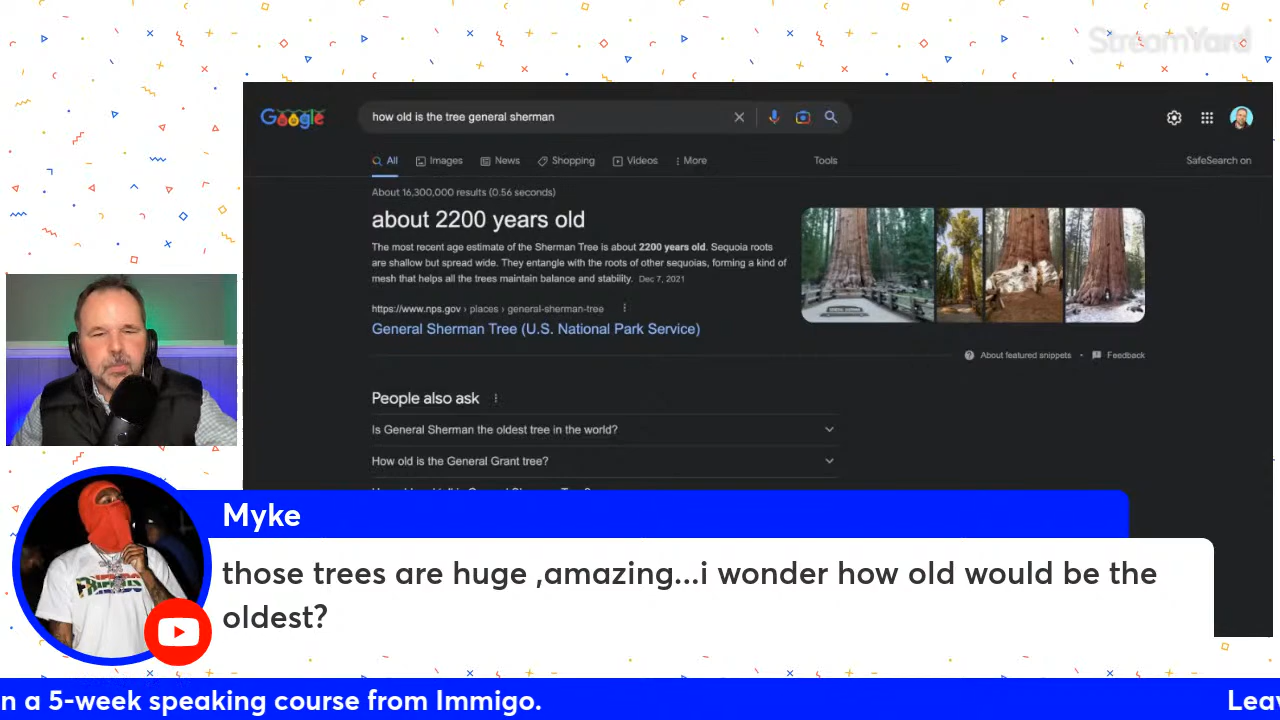 StreamYard
Google
how old is the tree general sherman
All Images News Shopping Videos More Tools SafeSearch on
About 16,300,000 results (0.56 seconds)
about 2200 years old
The most recent age estimate of the Sherman Tree is about 2200 years old. Sequoia roots
are shallow but spread wide. They entangle with the roots of other sequoias, forming a kind of
mesh that helps all the trees maintain balance and stability. Dec 7, 2021
https://www.nps.gov › places › general-sherman-tree
General Sherman Tree (U.S. National Park Service)
About featured snippets • Feedback
People also ask
Is General Sherman the oldest tree in the world?
How old is the General Grant tree?
Myke
those trees are huge ,amazing...i wonder how old would be the
oldest?
n a 5-week speaking course from Immigo.
Leav